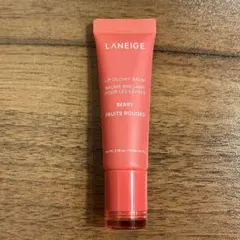 LANEIGE
LIP GLOWY BALM
BAUME BRILLANT
POUR LES LÈVRES
BERRY
FRUITS ROUGES